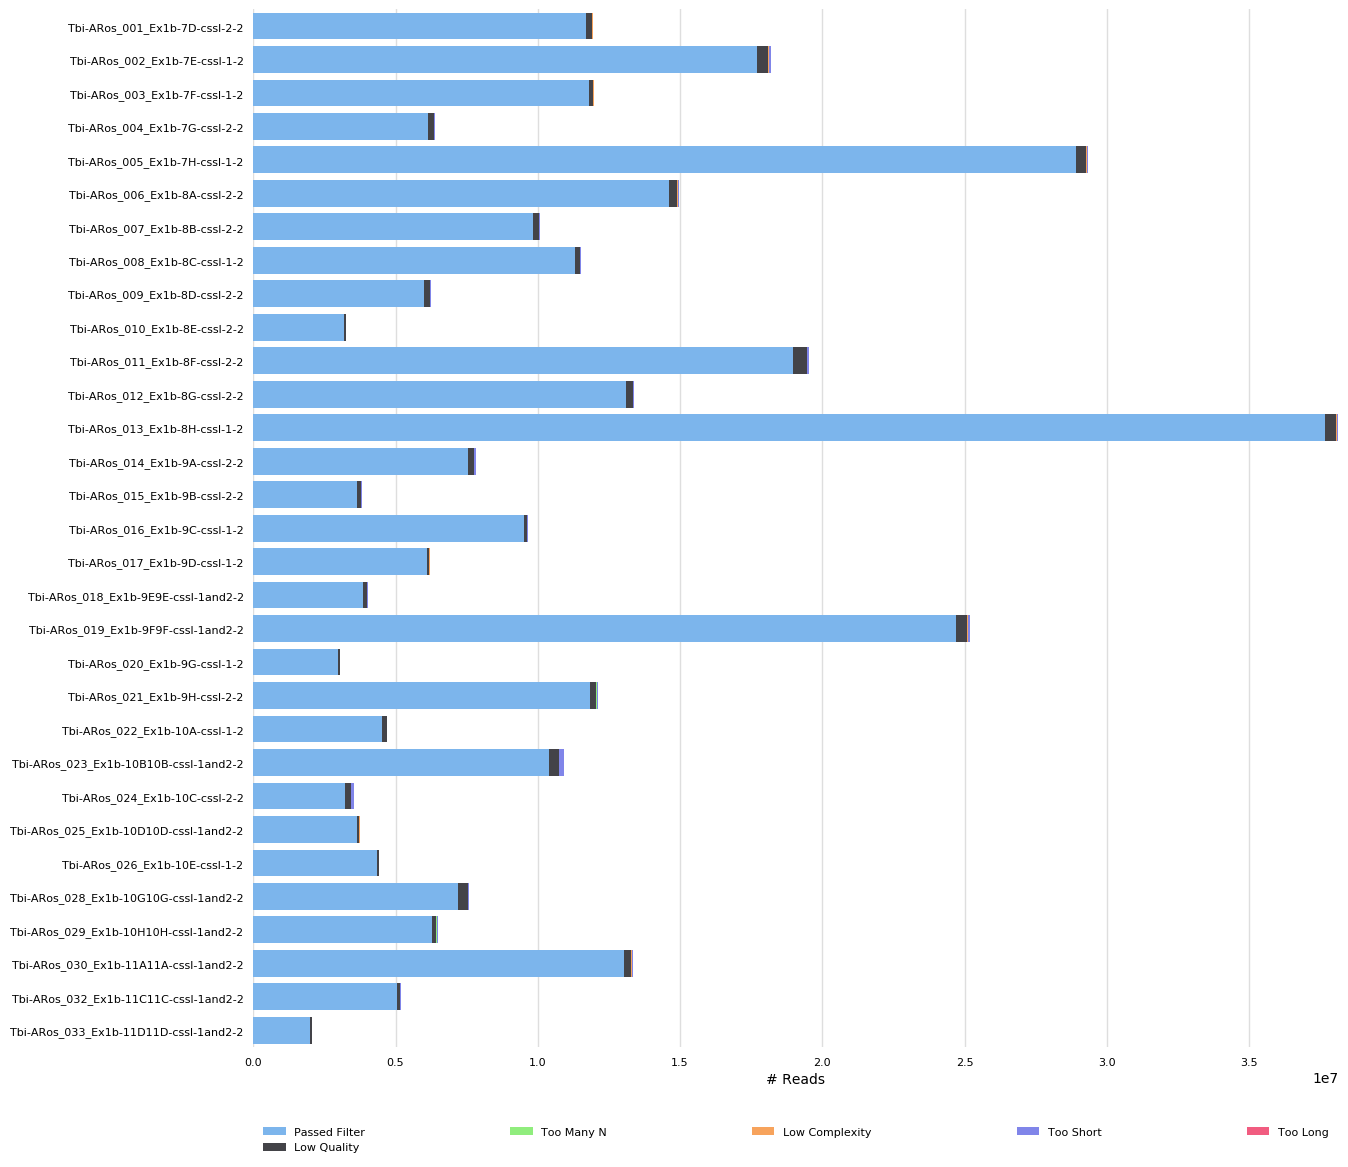 Tbi-ARos_001_Ex1b-7D-cssl-2-2
Tbi-ARos_002_Ex1b-7E-cssl-1-2
Tbi-ARos_003_Ex1b-7F-cssl-1-2
Tbi-ARos_004_Ex1b-7G-cssl-2-2
Tbi-ARos_005_Ex1b-7H-cssl-1-2
Tbi-ARos_006_Ex1b-8A-cssl-2-2
Tbi-ARos_007_Ex1b-8B-cssl-2-2
Tbi-ARos_008_Ex1b-8C-cssl-1-2
Tbi-ARos_009_Ex1b-8D-cssl-2-2
Tbi-ARos_010_Ex1b-8E-cssl-2-2
Tbi-ARos_011_Ex1b-8F-cssl-2-2
Tbi-ARos_012_Ex1b-8G-cssl-2-2
Tbi-ARos_013_Ex1b-8H-cssl-1-2
Tbi-ARos_014_Ex1b-9A-cssl-2-2
Tbi-ARos_015_Ex1b-9B-cssl-2-2
Tbi-ARos_016_Ex1b-9C-cssl-1-2
Tbi-ARos_017_Ex1b-9D-cssl-1-2
Tbi-ARos_018_Ex1b-9E9E-cssl-1and2-2
Tbi-ARos_019_Ex1b-9F9F-cssl-1and2-2
Tbi-ARos_020_Ex1b-9G-cssl-1-2
Tbi-ARos_021_Ex1b-9H-cssl-2-2
Tbi-ARos_022_Ex1b-10A-cssl-1-2
Tbi-ARos_023_Ex1b-10B10B-cssl-1and2-2
Tbi-ARos_024_Ex1b-10C-cssl-2-2
Tbi-ARos_025_Ex1b-10D10D-cssl-1and2-2
Tbi-ARos_026_Ex1b-10E-cssl-1-2
Tbi-ARos_028_Ex1b-10G10G-cssl-1and2-2
Tbi-ARos_029_Ex1b-10H10H-cssl-1and2-2
Tbi-ARos_030_Ex1b-11A11A-cssl-1and2-2
Tbi-ARos_032_Ex1b-11C11C-cssl-1and2-2
Tbi-ARos_033_Ex1b-11D11D-cssl-1and2-2
0.0 0.5 1.0 1.5 2.0 2.5 3.0 3.5
# Reads 1e7
Passed Filter Too Many N Low Complexity Too Short Too Long
Low Quality